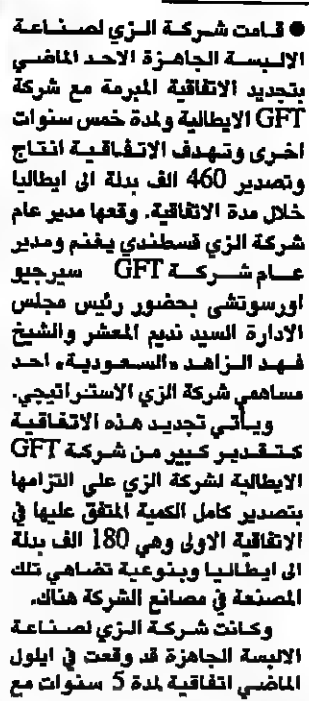 ● قامت شركة الزي لصناعة
الالبسة الجاهزة الاحد الماضي
بتجديد الاتفاقية المبرمة مع شركة
GFT الايطالية ولمدة خمس سنوات
اخرى وتهدف الاتفاقية انتاج
وتصدير 460 الف بدلة الى ايطاليا
خلال مدة الاتفاقية. وقعها مدير عام
شركة الزي قسطندي يغنم ومدير
عام شركة GFT سيرجيو
اورسوتشي بحضور رئيس مجلس
الادارة السيد نديم المعشر والشيخ
فهد الزاهد «السعودية» احد
مساهمي شركة الزي الاستراتيجي.
ويأتي تجديد هذه الاتفاقية
كتقدير كبير من شركة GFT
الايطالية لشركة الزي على التزامها
بتصدير كامل الكمية المتفق عليها في
الاتفاقية الاولى وهي 180 الف بدلة
الى ايطاليا وبنوعية تضاهي تلك
المصنعة في مصانع الشركة هناك.
وكانت شركة الزي لصناعة
الالبسة الجاهزة قد وقعت في ايلول
الماضي اتفاقية لمدة 5 سنوات مع